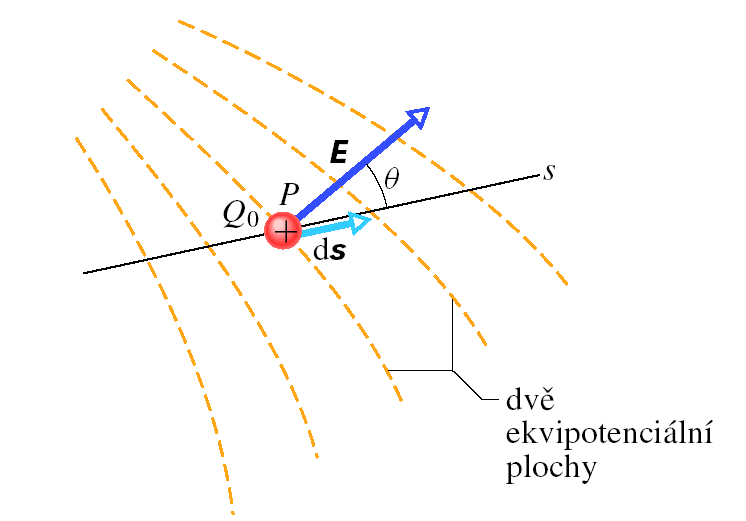 E
s
θ
P
Q₀
+
ds
dvě
ekvipotenciální
plochy